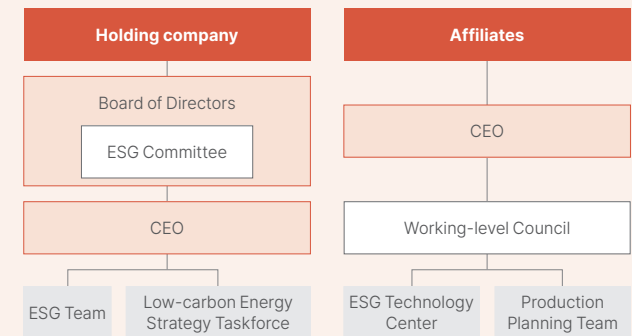 Holding company
Board of Directors
ESG Committee
CEO
ESG Team
Low-carbon Energy
Strategy Taskforce
Affiliates
CEO
Working-level Council
ESG Technology
Center
Production
Planning Team